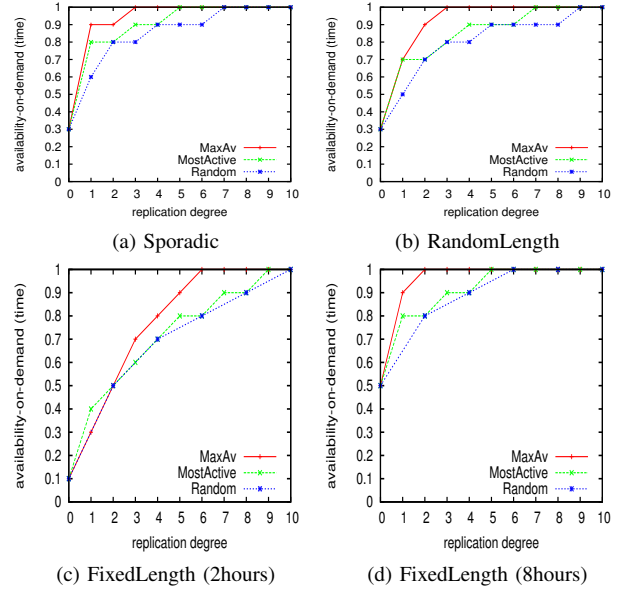 availability-on-demand (time)
1
0.9
0.8
0.7
0.6
0.5
0.4
0.3
0.2
0.1
0
MaxAv
MostActive
Random
0 1 2 3 4 5 6 7 8 9 10
replication degree
(a) Sporadic
availability-on-demand (time)
1
0.9
0.8
0.7
0.6
0.5
0.4
0.3
0.2
0.1
0
MaxAv
MostActive
Random
0 1 2 3 4 5 6 7 8 9 10
replication degree
(b) RandomLength
availability-on-demand (time)
1
0.9
0.8
0.7
0.6
0.5
0.4
0.3
0.2
0.1
0
MaxAv
MostActive
Random
0 1 2 3 4 5 6 7 8 9 10
replication degree
(c) FixedLength (2hours)
availability-on-demand (time)
1
0.9
0.8
0.7
0.6
0.5
0.4
0.3
0.2
0.1
0
MaxAv
MostActive
Random
0 1 2 3 4 5 6 7 8 9 10
replication degree
(d) FixedLength (8hours)